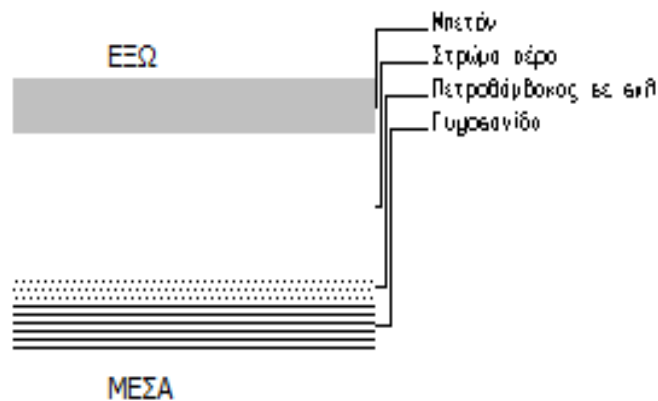 Μπετόν
ΕΞΩ
Στρώμα αέρα
Πετροβάμβακας σε
Γυψοσανίδα
ΜΕΣΑ